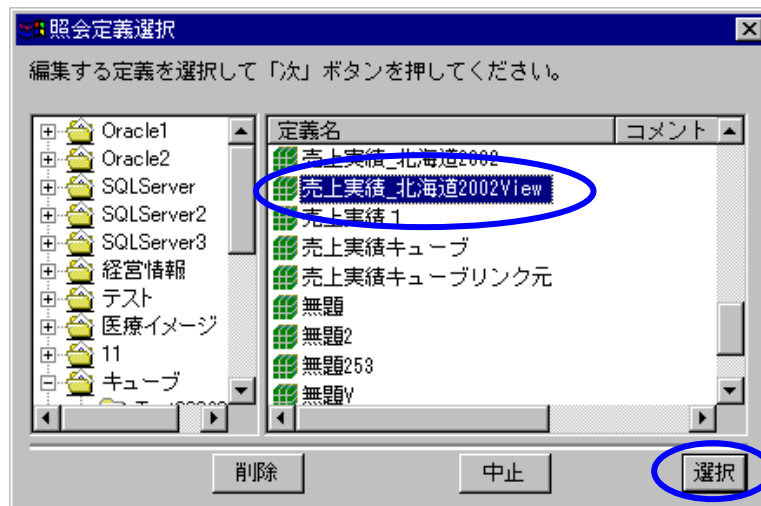 照会定義選択
編集する定義を選択して「次」ボタンを押してください。
Oracle1
Oracle2
SQLServer
SQLServer2
SQLServer3
経営情報
テスト
医療イメージ
11
キューブ
定義名 コメント
売上実績_北海道2002
売上実績_北海道2002View
売上実績1
売上実績キューブ
売上実績キューブリンク元
無題
無題2
無題253
無題V
削除 中止 選択